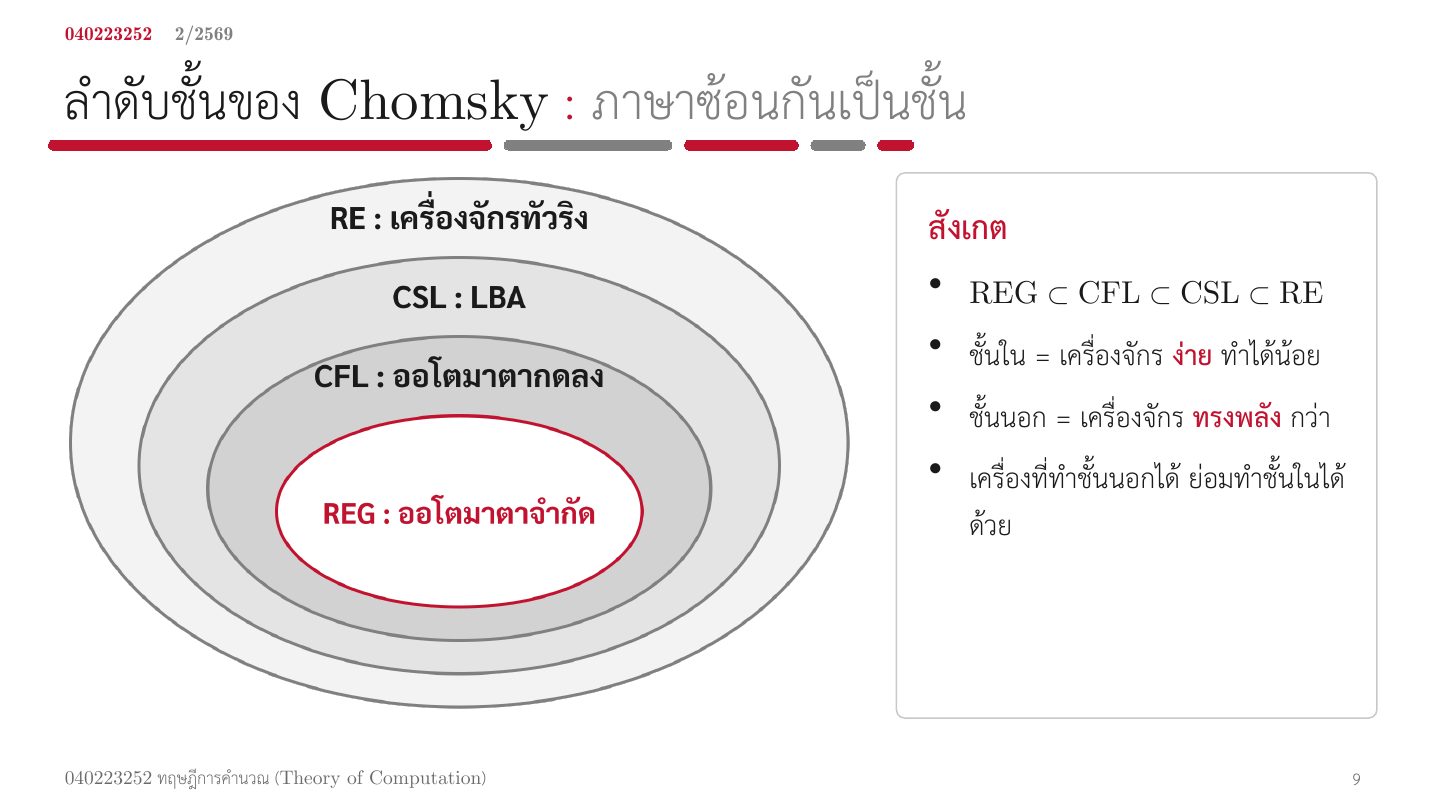 040223252 2/2569
ลำดับชั้นของ Chomsky : ภาษาซ้อนกันเป็นชั้น
RE : เครื่องจักรทัวริง
CSL : LBA
CFL : ออโตมาตากดลง
REG : ออโตมาตาจำกัด
สังเกต
• REG ⊂ CFL ⊂ CSL ⊂ RE
• ชั้นใน = เครื่องจักร ง่าย ทำได้น้อย
• ชั้นนอก = เครื่องจักร ทรงพลัง กว่า
• เครื่องที่ทำชั้นนอกได้ ย่อมทำชั้นในได้
ด้วย
040223252 ทฤษฎีการคำนวณ (Theory of Computation)
9